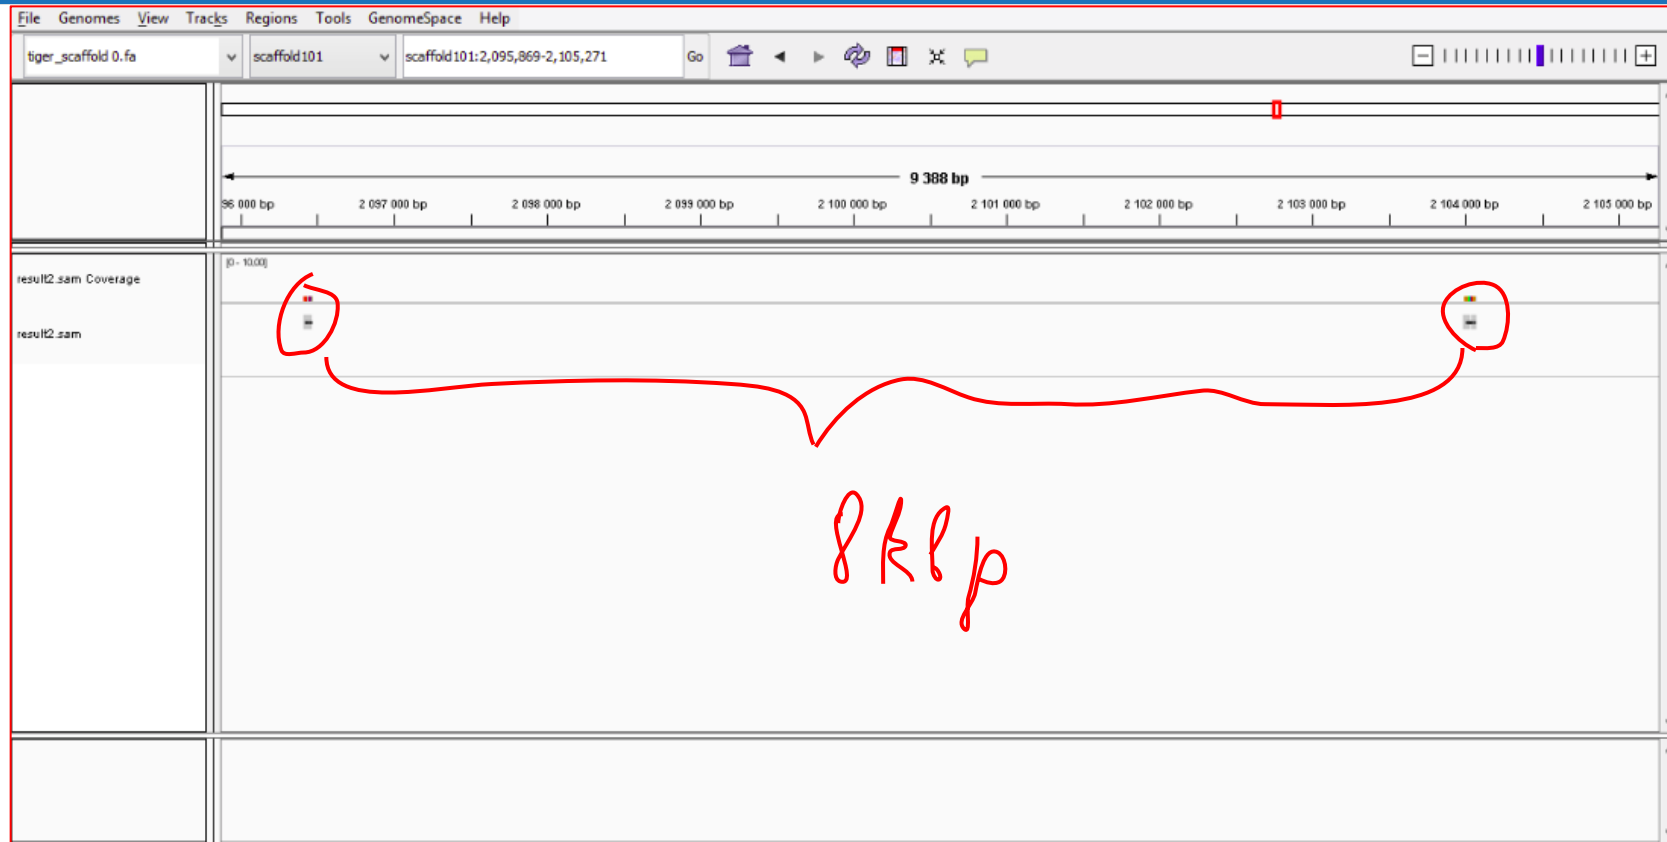 File Genomes View Tracks Regions Tools GenomeSpace Help
tiger_scaffold 0.fa scaffold101 scaffold101:2,095,869-2,105,271 Go
9 388 bp
96 000 bp 2 097 000 bp 2 098 000 bp 2 099 000 bp 2 100 000 bp 2 101 000 bp 2 102 000 bp 2 103 000 bp 2 104 000 bp 2 105 000 bp
[0 - 10.00]
result2.sam Coverage
result2.sam
8kbp